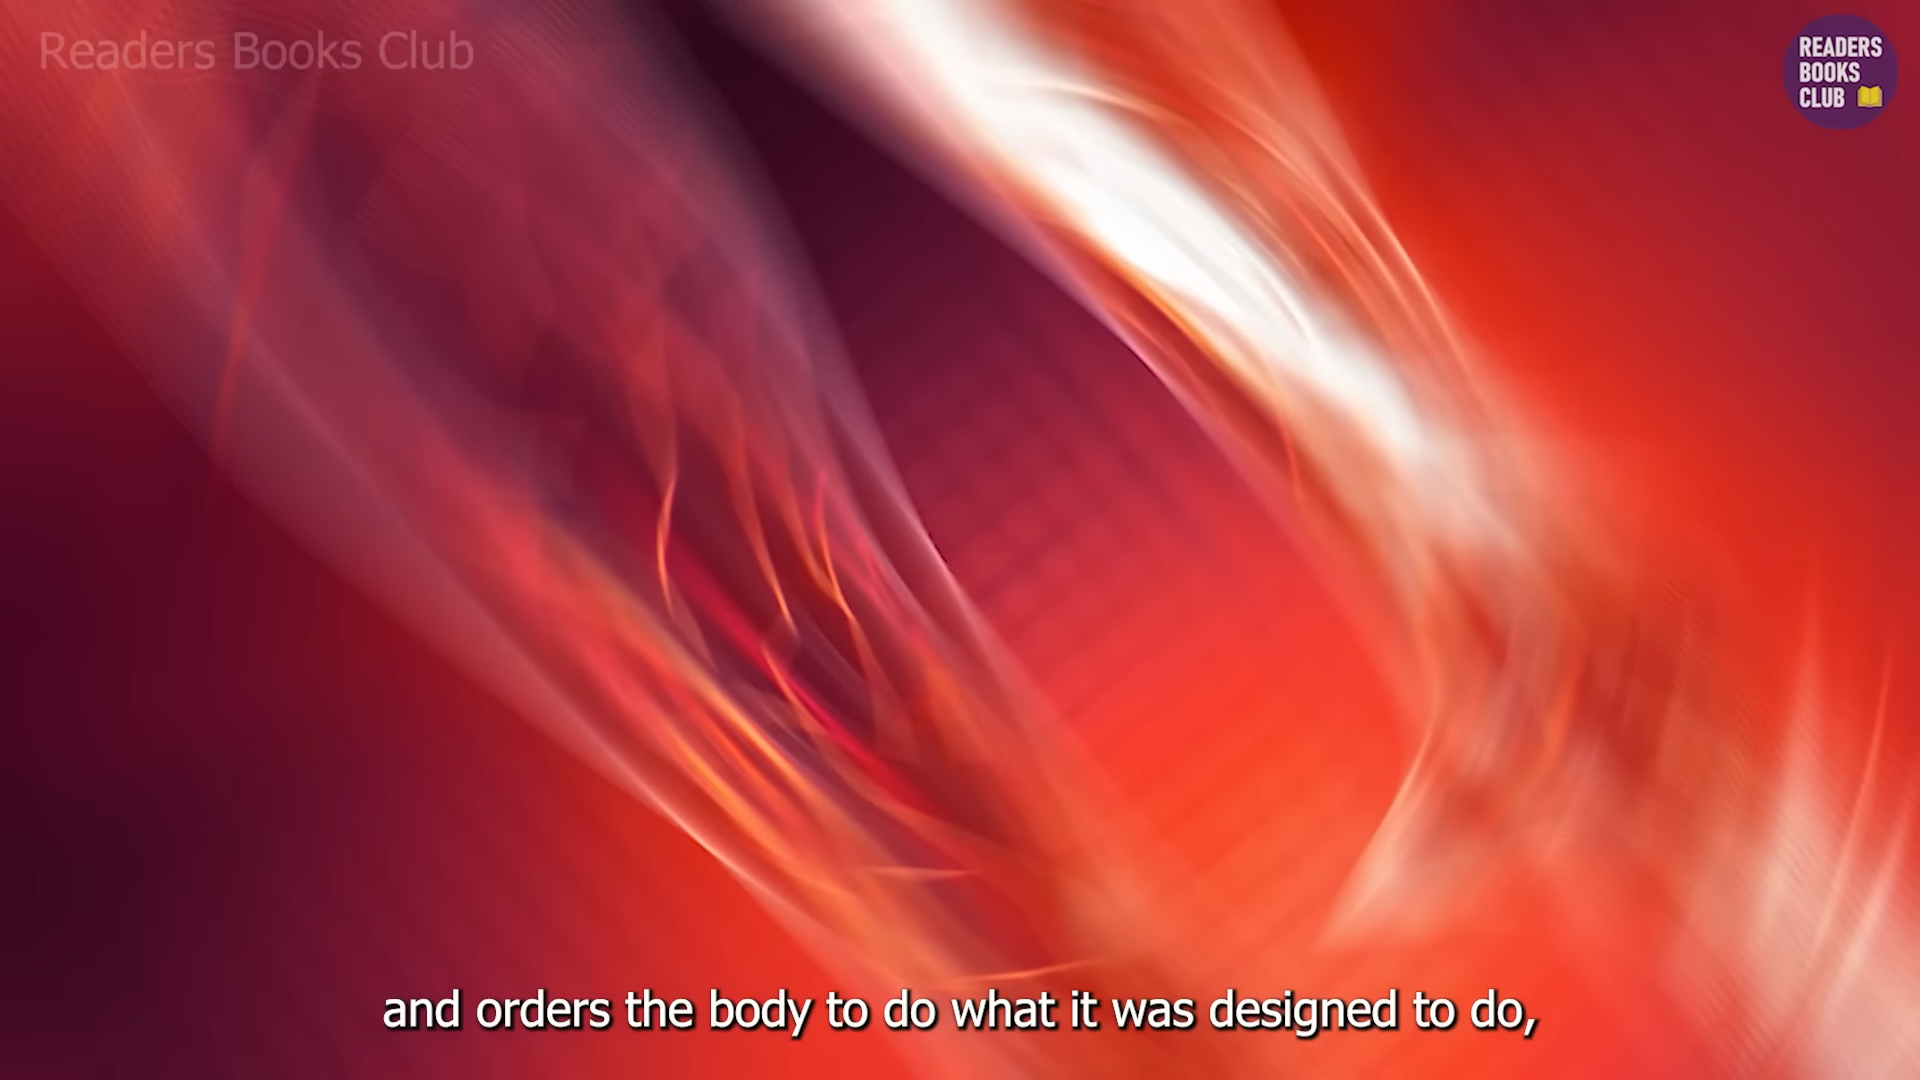 Readers Books Club
READERS
BOOKS
CLUB
and orders the body to do what it was designed to do,